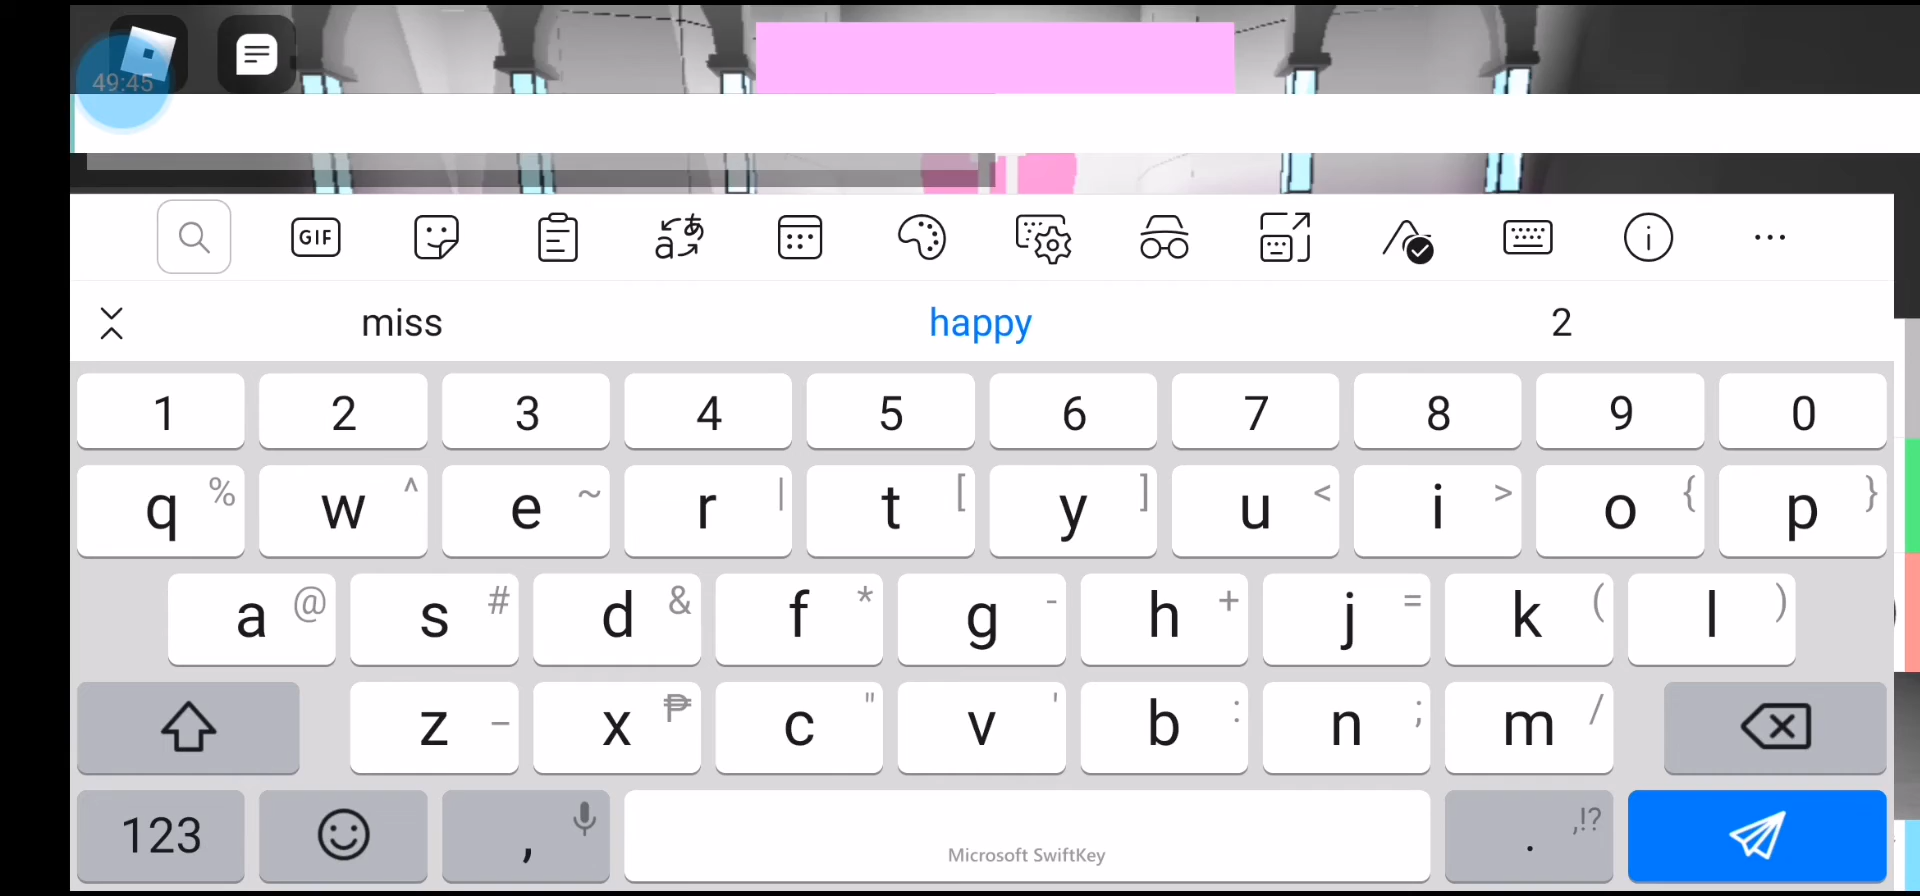 49:45
GIF
a あ
miss happy 2
1 2 3 4 5 6 7 8 9 0
q % w ^ e ~ r | t [ y ] u < i > o { p }
a @ s # d & f * g - h + j = k ( l )
z _ x ₱ c " v ' b : n ; m /
123 , . ,!?
Microsoft SwiftKey